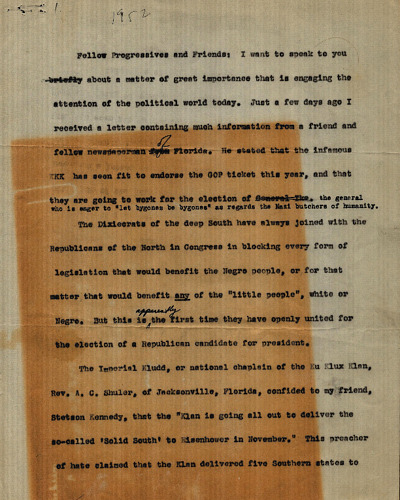 1952
Fellow Progressives and Friends: I want to speak to you
briefly about a matter of great importance that is engaging the
attention of the political world today. Just a few days ago I
received a letter containing much information from a friend and
fellow newspaperman from of Florida. He stated that the infamous
KKK has seen fit to endorse the GOP ticket this year, and that
they are going to work for the election of General Ike. the general
who is anger to "let bygones be bygones" as regards the Nazi butchers of humanity.
The Dixiecrats of the deep South have always joined with the
Republicans of the North in Congress in blocking every form of
legislation that would benefit the Negro people, or for that
matter that would benefit any of the "little people", white or
apparently
Negro. But this is the first time they have openly united for
the election of a Republican candidate for president.
The Imperial Kludd, or national chaplain of the Ku Klux Klan,
Rev. A. C. Shuler, of Jacksonville, Florida, confided to my friend,
Stetson Kennedy, that the "Klan is going all out to deliver the
so-called 'Solid South' to Eisenhower in November." This preacher
of hate claimed that the Klan delivered five Southern states to